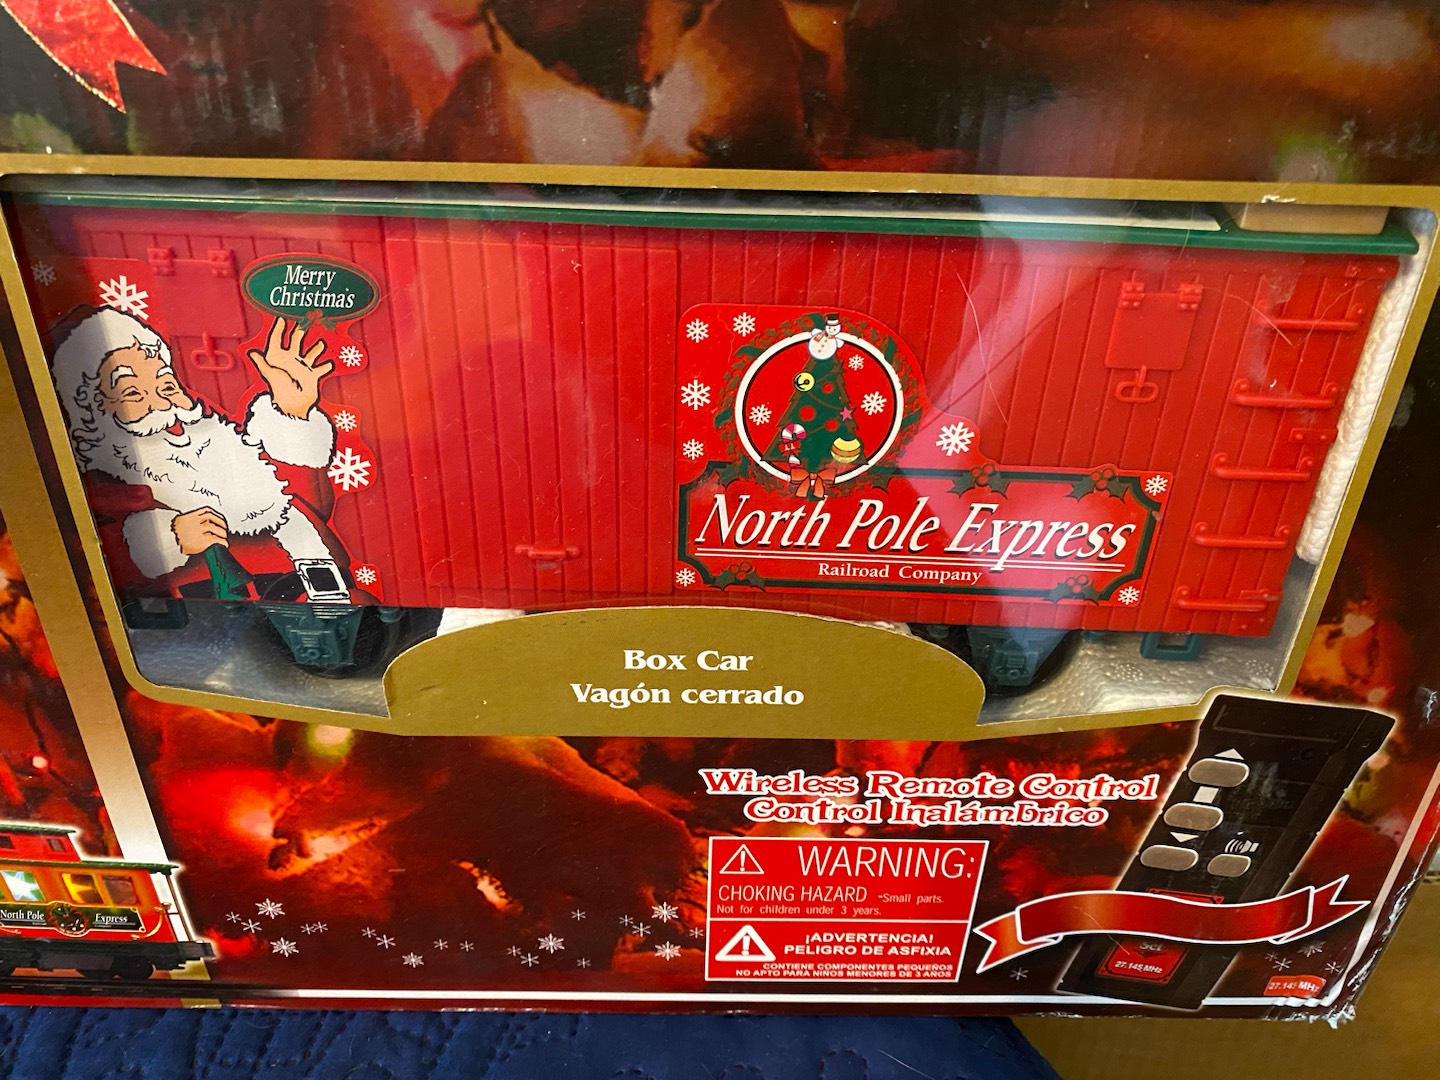 Merry
Christmas
North Pole Express
Railroad Company
Box Car
Vagón cerrado
Wireless Remote Control
Control Inalámbrico
WARNING:
CHOKING HAZARD -Small parts.
Not for children under 3 years.
¡ADVERTENCIA!
PELIGRO DE ASFIXIA
CONTIENE COMPONENTES PEQUEÑOS
NO APTO PARA NIÑOS MENORES DE 3 AÑOS
North Pole Express
27.145 MHz
27.145 MHz